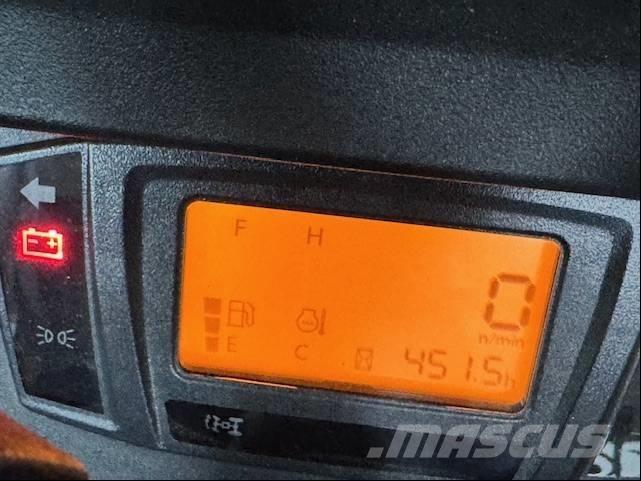 F H
0
n/min
E C 451.5h
MASCUS